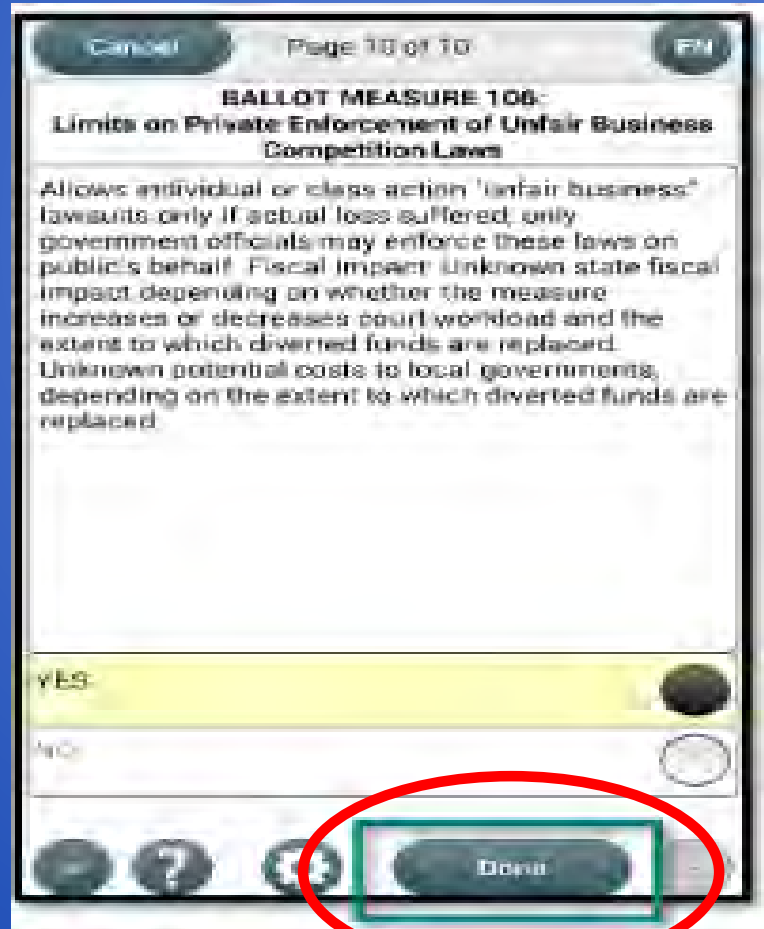 Cancel Page 10 of 10 EN
BALLOT MEASURE 106:
Limits on Private Enforcement of Unfair Business
Competition Laws
Allows individual or class action "unfair business"
lawsuits only if actual loss suffered; only
government officials may enforce these laws on
public's behalf. Fiscal Impact: Unknown state fiscal
impact depending on whether the measure
increases or decreases court workload and the
extent to which diverted funds are replaced.
Unknown potential costs to local governments,
depending on the extent to which diverted funds are
replaced.
YES
NO
? Done